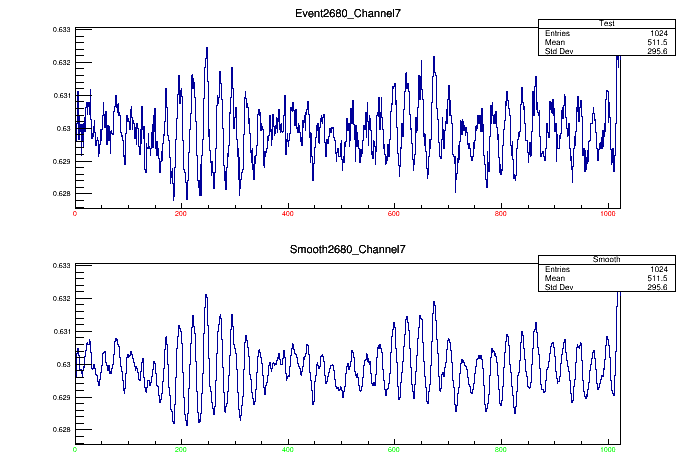 Event2680_Channel7
Test
Entries 1024
Mean 511.5
Std Dev 295.6
0.633
0.632
0.631
0.63
0.629
0.628
0 200 400 600 800 1000
Smooth2680_Channel7
Smooth
Entries 1024
Mean 511.5
Std Dev 295.6
0.633
0.632
0.631
0.63
0.629
0.628
0 200 400 600 800 1000